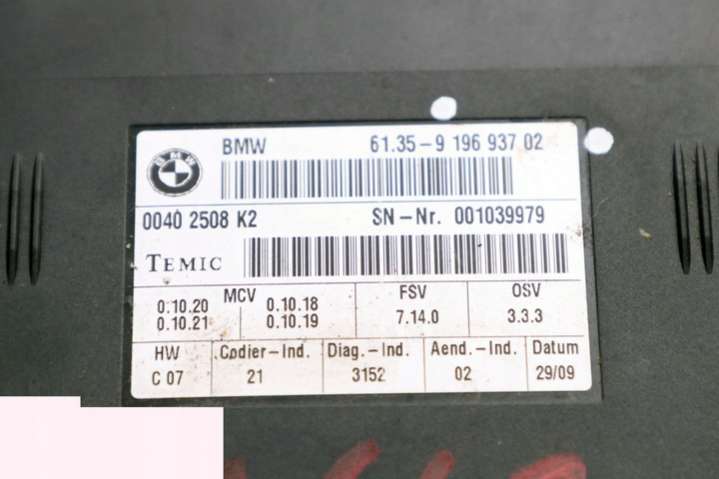 BMW 61.35-9 196 937 02
BMW
0040 2508 K2 SN-Nr. 001039979
TEMIC
MCV FSV OSV
0.10.20 0.10.18
0.10.21 0.10.19 7.14.0 3.3.3
HW Codier-Ind. Diag.-Ind. Aend.-Ind. Datum
C 07 21 3152 02 29/09